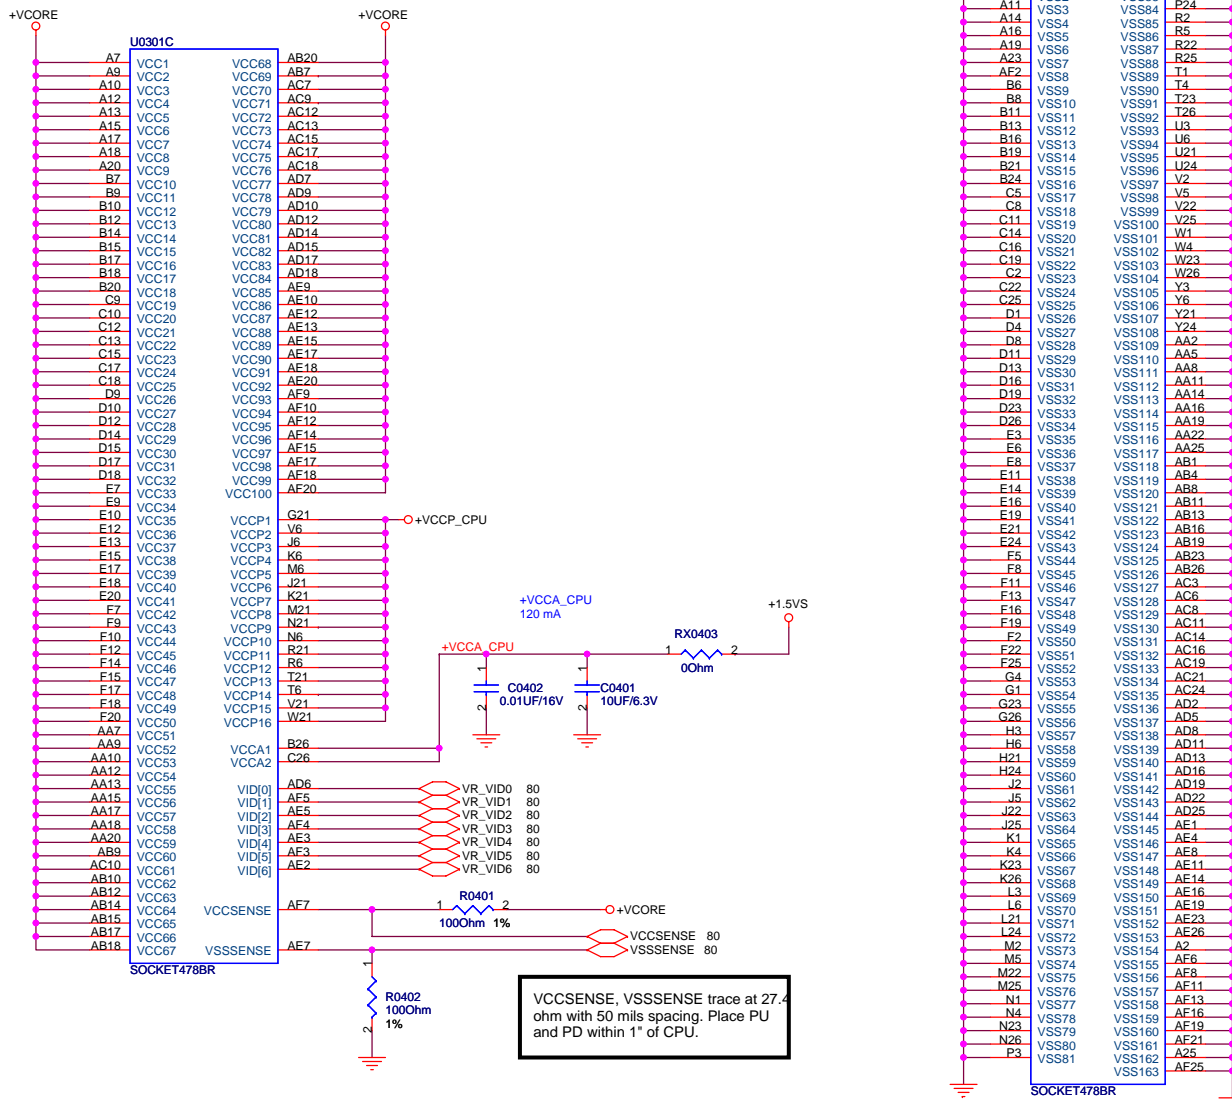 +VCORE
+VCORE
U0301C
A7 VCC1 VCC68 AB20
A9 VCC2 VCC69 AB7
A10 VCC3 VCC70 AC7
A12 VCC4 VCC71 AC9
A13 VCC5 VCC72 AC12
A15 VCC6 VCC73 AC13
A17 VCC7 VCC74 AC15
A18 VCC8 VCC75 AC17
A20 VCC9 VCC76 AC18
B7 VCC10 VCC77 AD7
B9 VCC11 VCC78 AD9
B10 VCC12 VCC79 AD10
B12 VCC13 VCC80 AD12
B14 VCC14 VCC81 AD14
B15 VCC15 VCC82 AD15
B17 VCC16 VCC83 AD17
B18 VCC17 VCC84 AD18
B20 VCC18 VCC85 AE9
C9 VCC19 VCC86 AE10
C10 VCC20 VCC87 AE12
C12 VCC21 VCC88 AE13
C13 VCC22 VCC89 AE15
C15 VCC23 VCC90 AE17
C17 VCC24 VCC91 AE18
C18 VCC25 VCC92 AE20
D9 VCC26 VCC93 AF9
D10 VCC27 VCC94 AF10
D12 VCC28 VCC95 AF12
D14 VCC29 VCC96 AF14
D15 VCC30 VCC97 AF15
D17 VCC31 VCC98 AF17
D18 VCC32 VCC99 AF18
E7 VCC33 VCC100 AF20
E9 VCC34
E10 VCC35 VCCP1 G21 +VCCP_CPU
E12 VCC36 VCCP2 V6
E13 VCC37 VCCP3 J6
E15 VCC38 VCCP4 K6
E17 VCC39 VCCP5 M6
E18 VCC40 VCCP6 J21
E20 VCC41 VCCP7 K21
F7 VCC42 VCCP8 M21
F9 VCC43 VCCP9 N21
F10 VCC44 VCCP10 N6
F12 VCC45 VCCP11 R21
F14 VCC46 VCCP12 R6
F15 VCC47 VCCP13 T21
F17 VCC48 VCCP14 T6
F18 VCC49 VCCP15 V21
F20 VCC50 VCCP16 W21
AA7 VCC51
AA9 VCC52 VCCA1 B26
AA10 VCC53 VCCA2 C26
AA12 VCC54
AA13 VCC55 VID[0] AD6 VR_VID0 80
AA15 VCC56 VID[1] AF5 VR_VID1 80
AA17 VCC57 VID[2] AE5 VR_VID2 80
AA18 VCC58 VID[3] AF4 VR_VID3 80
AA20 VCC59 VID[4] AE3 VR_VID4 80
AB9 VCC60 VID[5] AF3 VR_VID5 80
AC10 VCC61 VID[6] AE2 VR_VID6 80
AB10 VCC62
AB12 VCC63
AB14 VCC64 VCCSENSE AF7
AB15 VCC65
AB17 VCC66
AB18 VCC67 VSSSENSE AE7
SOCKET478BR
+VCCA_CPU
120 mA
+1.5VS
+VCCA_CPU
RX0403
1 2
0Ohm
1
C0402
0.01UF/16V
2
1
C0401
10UF/6.3V
2
R0401
1 2
100Ohm 1%
+VCORE
VCCSENSE 80
VSSSENSE 80
1
R0402
100Ohm
1%
2
VCCSENSE, VSSSENSE trace at 27.4
ohm with 50 mils spacing. Place PU
and PD within 1" of CPU.
A11 VSS3 VSS84 P24
A14 VSS4 VSS85 R2
A16 VSS5 VSS86 R5
A19 VSS6 VSS87 R22
A23 VSS7 VSS88 R25
AF2 VSS8 VSS89 T1
B6 VSS9 VSS90 T4
B8 VSS10 VSS91 T23
B11 VSS11 VSS92 T26
B13 VSS12 VSS93 U3
B16 VSS13 VSS94 U6
B19 VSS14 VSS95 U21
B21 VSS15 VSS96 U24
B24 VSS16 VSS97 V2
C5 VSS17 VSS98 V5
C8 VSS18 VSS99 V22
C11 VSS19 VSS100 V25
C14 VSS20 VSS101 W1
C16 VSS21 VSS102 W4
C19 VSS22 VSS103 W23
C2 VSS23 VSS104 W26
C22 VSS24 VSS105 Y3
C25 VSS25 VSS106 Y6
D1 VSS26 VSS107 Y21
D4 VSS27 VSS108 Y24
D8 VSS28 VSS109 AA2
D11 VSS29 VSS110 AA5
D13 VSS30 VSS111 AA8
D16 VSS31 VSS112 AA11
D19 VSS32 VSS113 AA14
D23 VSS33 VSS114 AA16
D26 VSS34 VSS115 AA19
E3 VSS35 VSS116 AA22
E6 VSS36 VSS117 AA25
E8 VSS37 VSS118 AB1
E11 VSS38 VSS119 AB4
E14 VSS39 VSS120 AB8
E16 VSS40 VSS121 AB11
E19 VSS41 VSS122 AB13
E21 VSS42 VSS123 AB16
E24 VSS43 VSS124 AB19
F5 VSS44 VSS125 AB23
F8 VSS45 VSS126 AB26
F11 VSS46 VSS127 AC3
F13 VSS47 VSS128 AC6
F16 VSS48 VSS129 AC8
F19 VSS49 VSS130 AC11
F2 VSS50 VSS131 AC14
F22 VSS51 VSS132 AC16
F25 VSS52 VSS133 AC19
G4 VSS53 VSS134 AC21
G1 VSS54 VSS135 AC24
G23 VSS55 VSS136 AD2
G26 VSS56 VSS137 AD5
H3 VSS57 VSS138 AD8
H6 VSS58 VSS139 AD11
H21 VSS59 VSS140 AD13
H24 VSS60 VSS141 AD16
J2 VSS61 VSS142 AD19
J5 VSS62 VSS143 AD22
J22 VSS63 VSS144 AD25
J25 VSS64 VSS145 AE1
K1 VSS65 VSS146 AE4
K4 VSS66 VSS147 AE8
K23 VSS67 VSS148 AE11
K26 VSS68 VSS149 AE14
L3 VSS69 VSS150 AE16
L6 VSS70 VSS151 AE19
L21 VSS71 VSS152 AE23
L24 VSS72 VSS153 AE26
M2 VSS73 VSS154 A2
M5 VSS74 VSS155 AF6
M22 VSS75 VSS156 AF8
M25 VSS76 VSS157 AF11
N1 VSS77 VSS158 AF13
N4 VSS78 VSS159 AF16
N23 VSS79 VSS160 AF19
N26 VSS80 VSS161 AF21
P3 VSS81 VSS162 A25
VSS163 AF25
SOCKET478BR